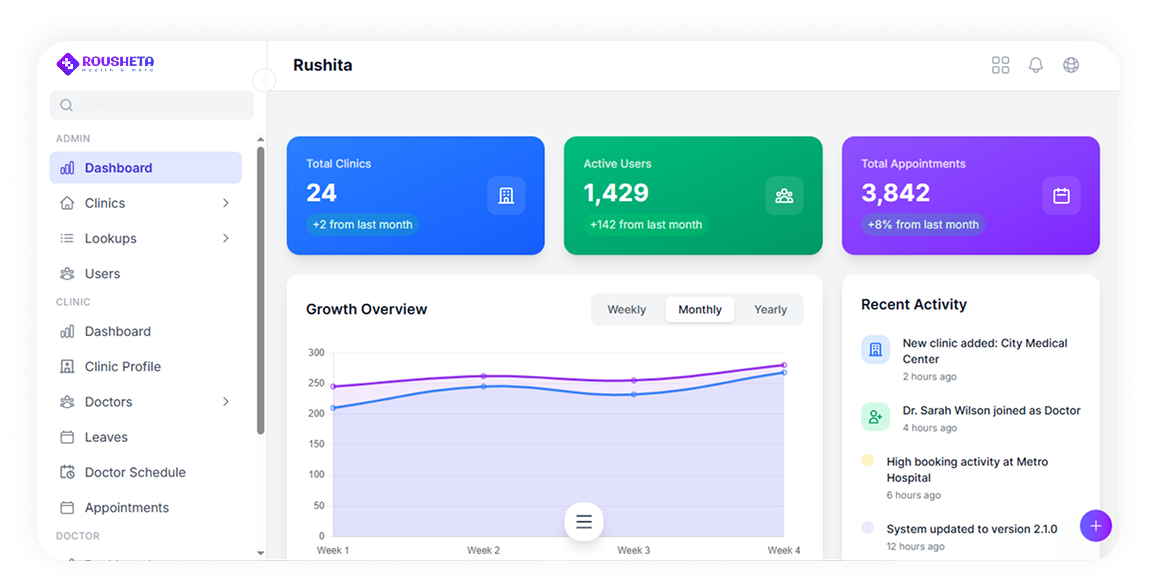 ROUSHETA
Health & more
Rushita
ADMIN
Dashboard
Clinics
Lookups
Users
CLINIC
Dashboard
Clinic Profile
Doctors
Leaves
Doctor Schedule
Appointments
DOCTOR
Total Clinics
24
+2 from last month
Active Users
1,429
+142 from last month
Total Appointments
3,842
+8% from last month
Growth Overview
Weekly
Monthly
Yearly
300
250
200
150
100
50
0
Week 1
Week 2
Week 3
Week 4
Recent Activity
New clinic added: City Medical
Center
2 hours ago
Dr. Sarah Wilson joined as Doctor
4 hours ago
High booking activity at Metro
Hospital
6 hours ago
System updated to version 2.1.0
12 hours ago